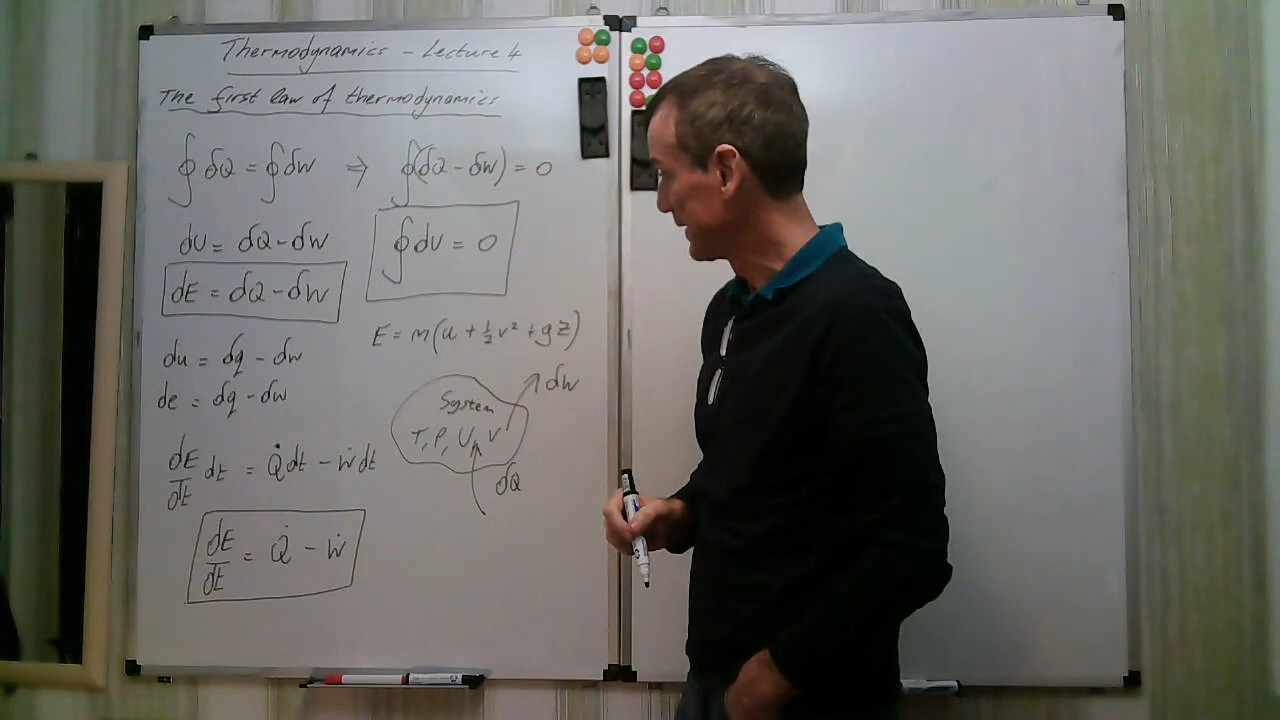 Thermodynamics - Lecture 4
The first law of thermodynamics
∮ δQ = ∮ δW ⇒ ∮(δQ - δW) = 0
dU = δQ - δW
∮ dU = 0
dE = δQ - δW
E = m(u + ½v² + gz)
du = δq - δw
de = δq - δw
System
T, P, U, V
δW
δQ
dE/dt dt = Q̇ dt - Ẇ dt
dE/dt = Q̇ - Ẇ